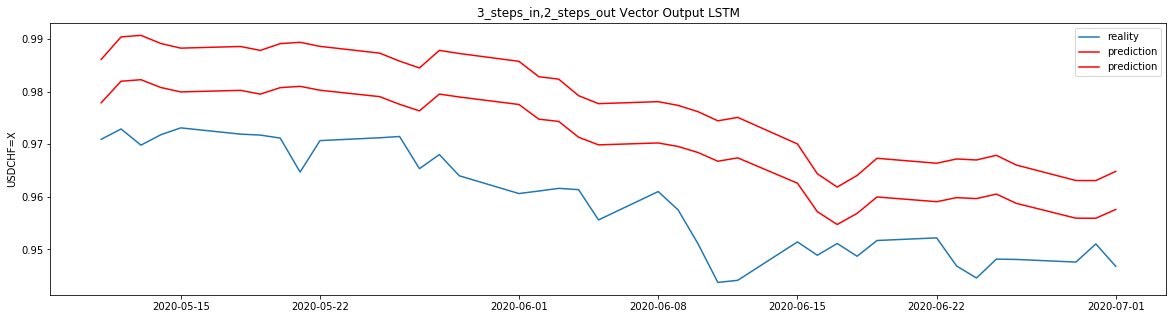 3_steps_in,2_steps_out Vector Output LSTM
reality
prediction
prediction
USDCHF=X
0.99
0.98
0.97
0.96
0.95
2020-05-15
2020-05-22
2020-06-01
2020-06-08
2020-06-15
2020-06-22
2020-07-01